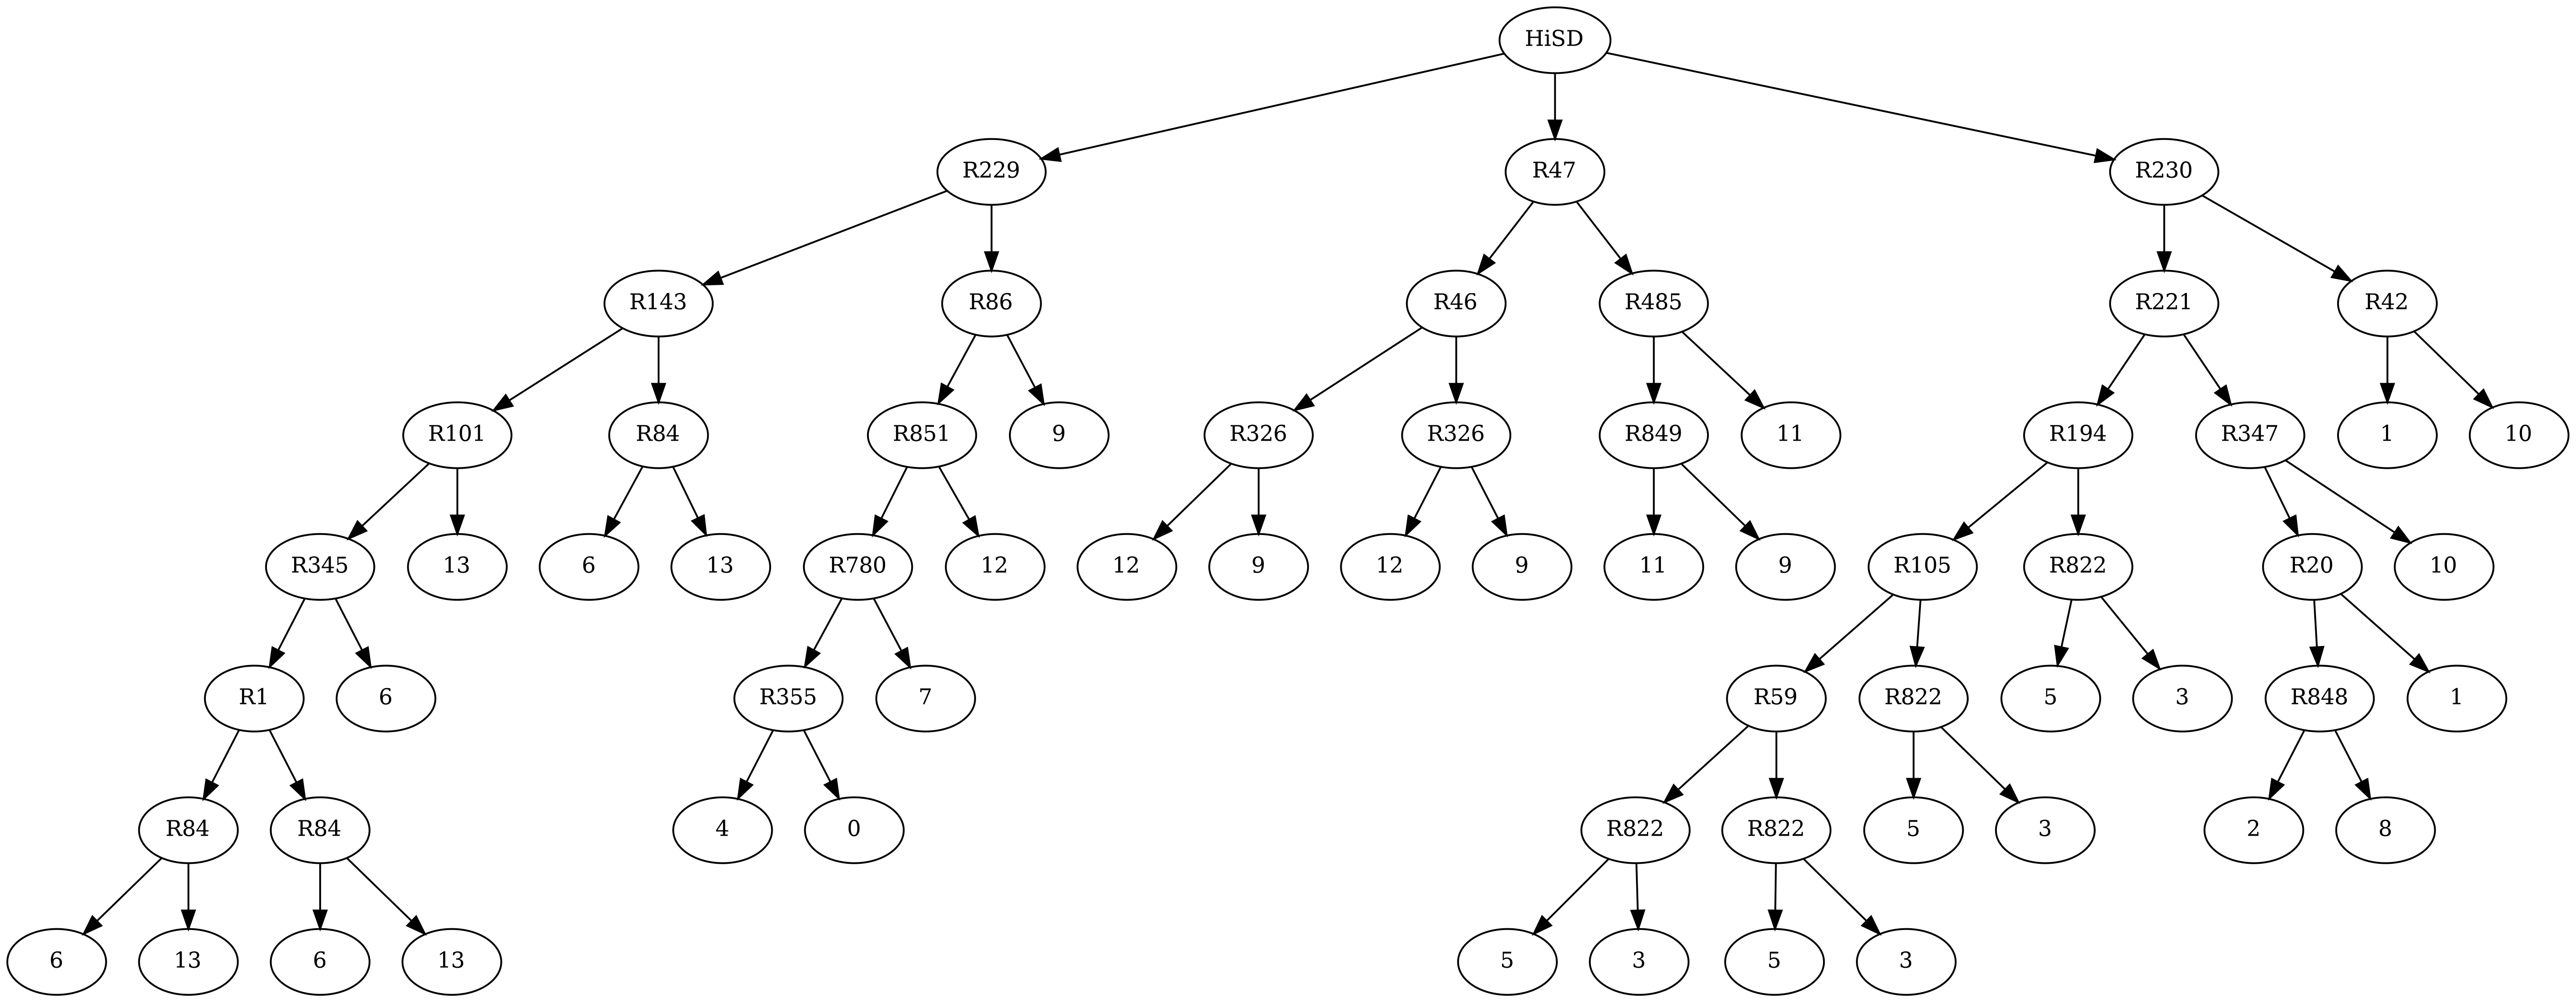 HiSD
R229 R47 R230
R143 R86 R46 R485 R221 R42
R101 R84 R851 9 R326 R326 R849 11 R194 R347 1 10
R345 13 6 13 R780 12 12 9 12 9 11 9 R105 R822 R20 10
R1 6 R355 7 R59 R822 5 3 R848 1
R84 R84 4 0 R822 R822 5 3 2 8
6 13 6 13 5 3 5 3